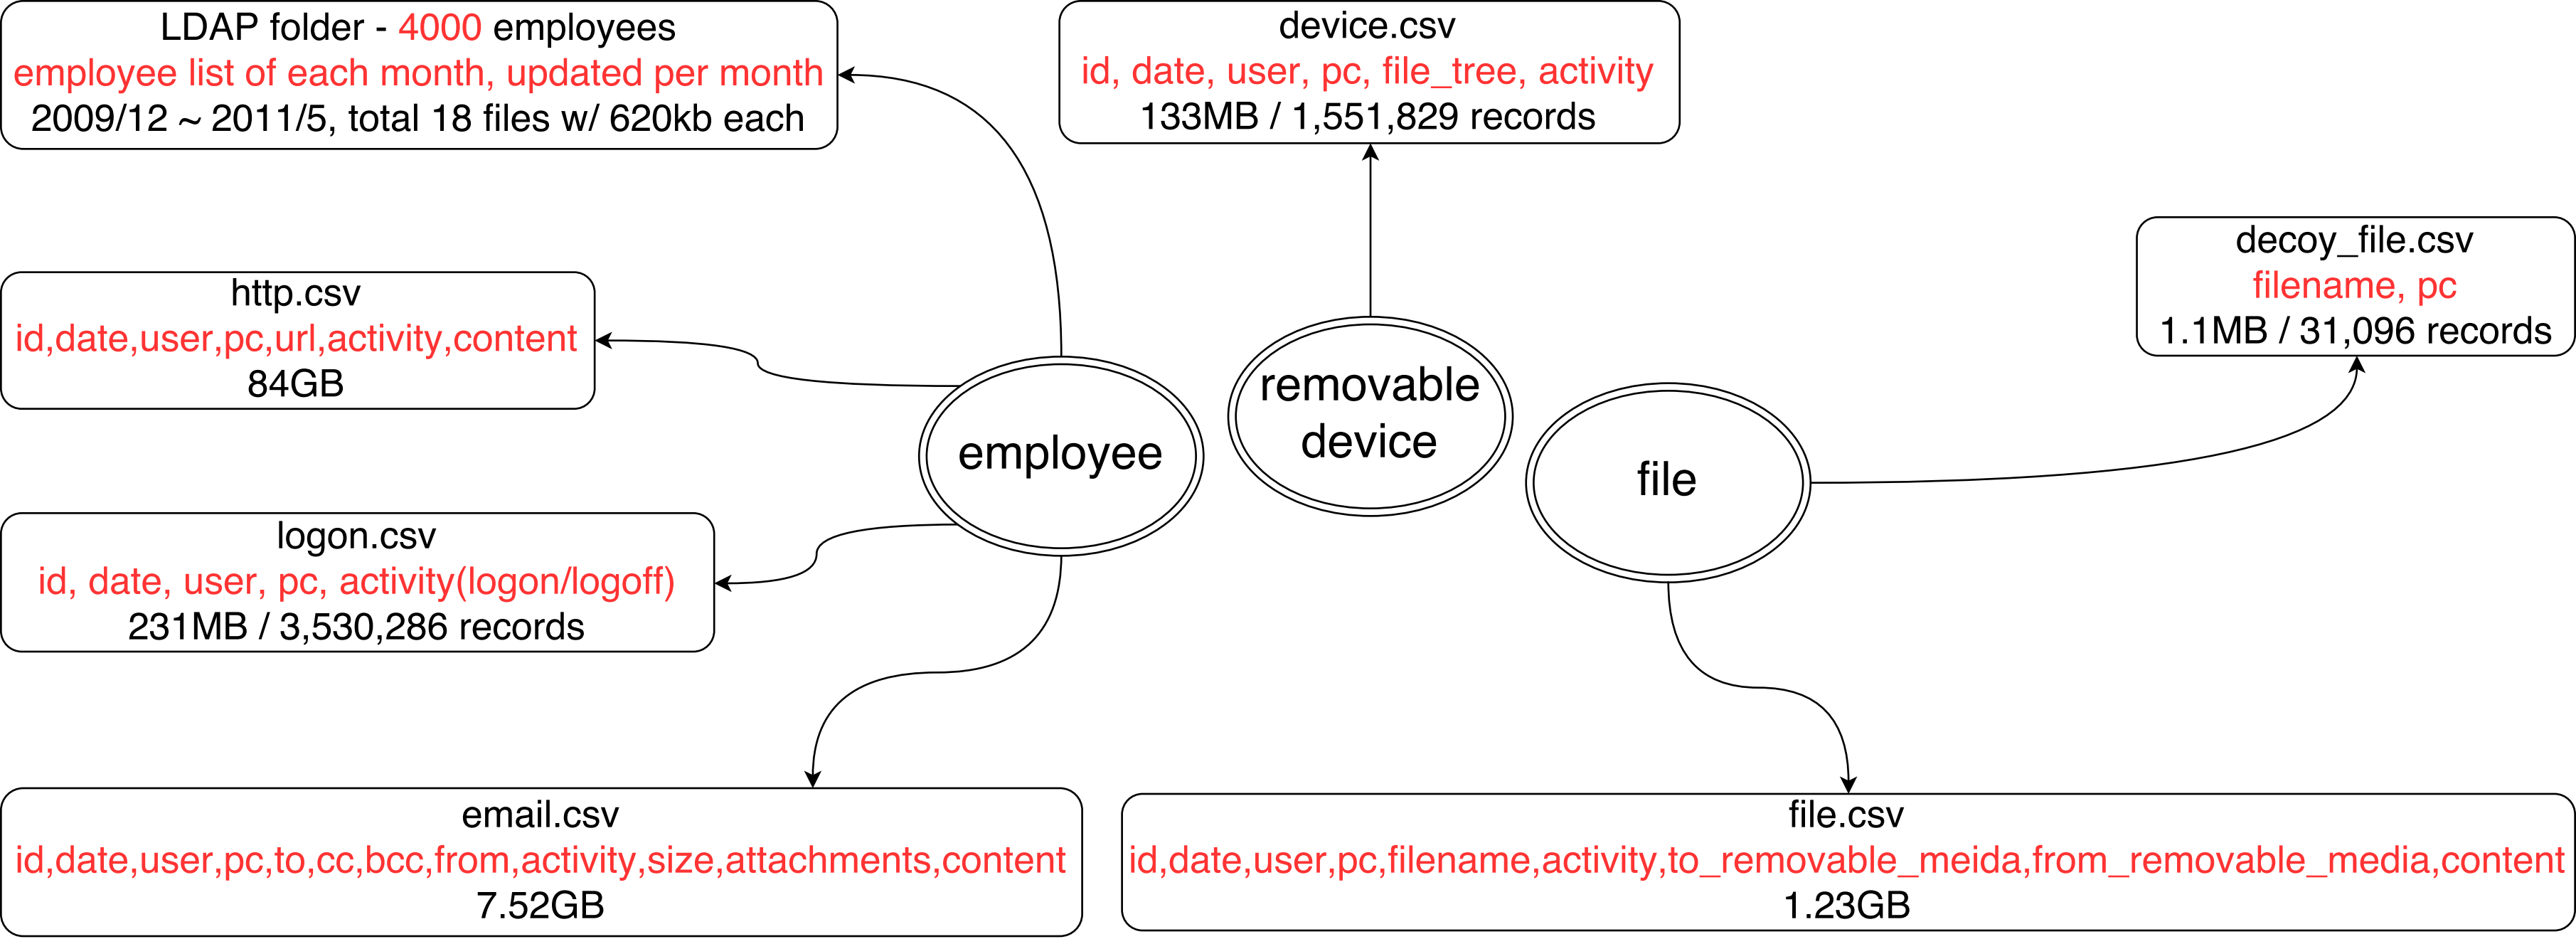 LDAP folder - 4000 employees
employee list of each month, updated per month
2009/12 ~ 2011/5, total 18 files w/ 620kb each
device.csv
id, date, user, pc, file_tree, activity
133MB / 1,551,829 records
decoy_file.csv
filename, pc
1.1MB / 31,096 records
http.csv
id,date,user,pc,url,activity,content
84GB
employee
removable
device
file
logon.csv
id, date, user, pc, activity(logon/logoff)
231MB / 3,530,286 records
email.csv
id,date,user,pc,to,cc,bcc,from,activity,size,attachments,content
7.52GB
file.csv
id,date,user,pc,filename,activity,to_removable_meida,from_removable_media,content
1.23GB